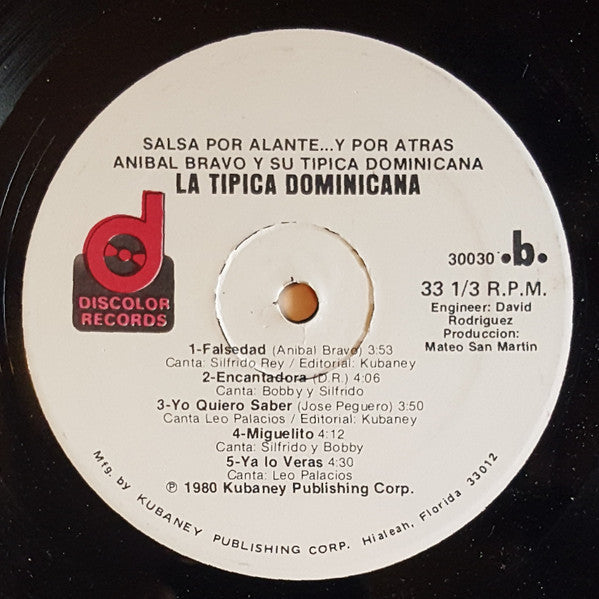 SALSA POR ALANTE...Y POR ATRAS
ANIBAL BRAVO Y SU TIPICA DOMINICANA
LA TIPICA DOMINICANA
d
DISCOLOR
RECORDS
30030 .b.
33 1/3 R.P.M.
Engineer: David
Rodriguez
Produccion:
Mateo San Martin
1-Falsedad (Anibal Bravo) 3:53
Canta: Silfrido Rey / Editorial: Kubaney
2-Encantadora (D.R.) 4:06
Canta: Bobby y Silfrido
3-Yo Quiero Saber (Jose Peguero) 3:50
Canta Leo Palacios / Editorial: Kubaney
4-Miguelito 4:12
Canta: Silfrido y Bobby
5-Ya lo Veras 4:30
Canta: Leo Palacios
℗ 1980 Kubaney Publishing Corp.
Mfg. by KUBANEY PUBLISHING CORP. Hialeah, Florida 33012